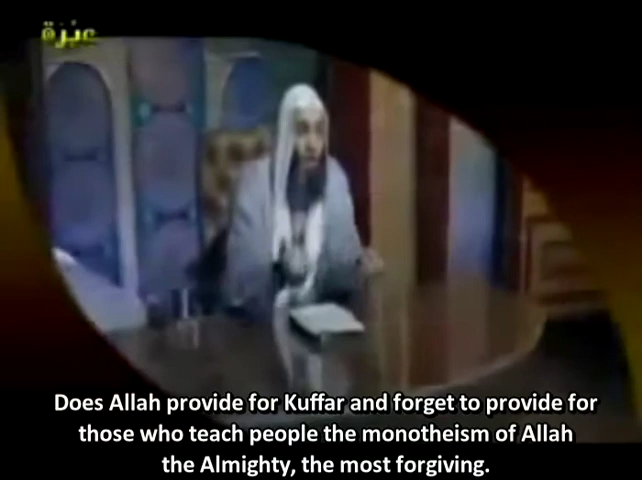 عبرة
Does Allah provide for Kuffar and forget to provide for
those who teach people the monotheism of Allah
the Almighty, the most forgiving.